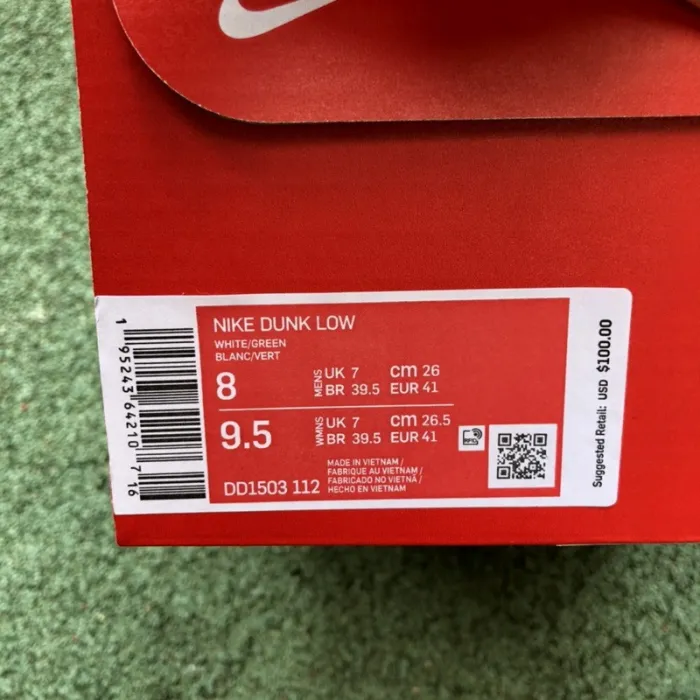 NIKE DUNK LOW
WHITE/GREEN
BLANC/VERT
8
MENS
UK 7 cm 26
BR 39.5 EUR 41
9.5
WMNS
UK 7 cm 26.5
BR 39.5 EUR 41
DD1503 112
MADE IN VIETNAM /
FABRIQUE AU VIETNAM /
FABRICADO NO VIETNÃ /
HECHO EN VIETNAM
1 95243 64210 7 16
Suggested Retail: USD $100.00